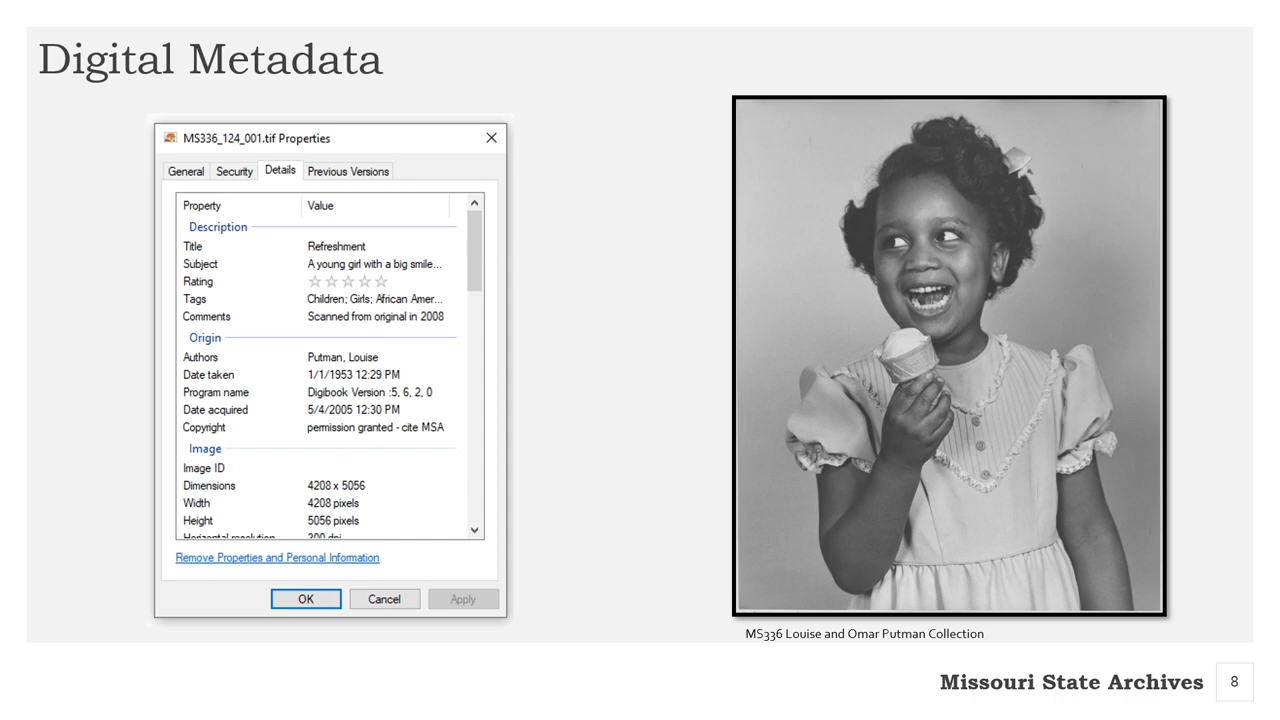 Digital Metadata
MS336_124_001.tif Properties
General Security Details Previous Versions
Property Value
Description
Title Refreshment
Subject A young girl with a big smile...
Rating
Tags Children; Girls; African Amer...
Comments Scanned from original in 2008
Origin
Authors Putman, Louise
Date taken 1/1/1953 12:29 PM
Program name Digibook Version :5, 6, 2, 0
Date acquired 5/4/2005 12:30 PM
Copyright permission granted - cite MSA
Image
Image ID
Dimensions 4208 x 5056
Width 4208 pixels
Height 5056 pixels
Horizontal resolution
Remove Properties and Personal Information
OK Cancel Apply
MS336 Louise and Omar Putman Collection
Missouri State Archives 8